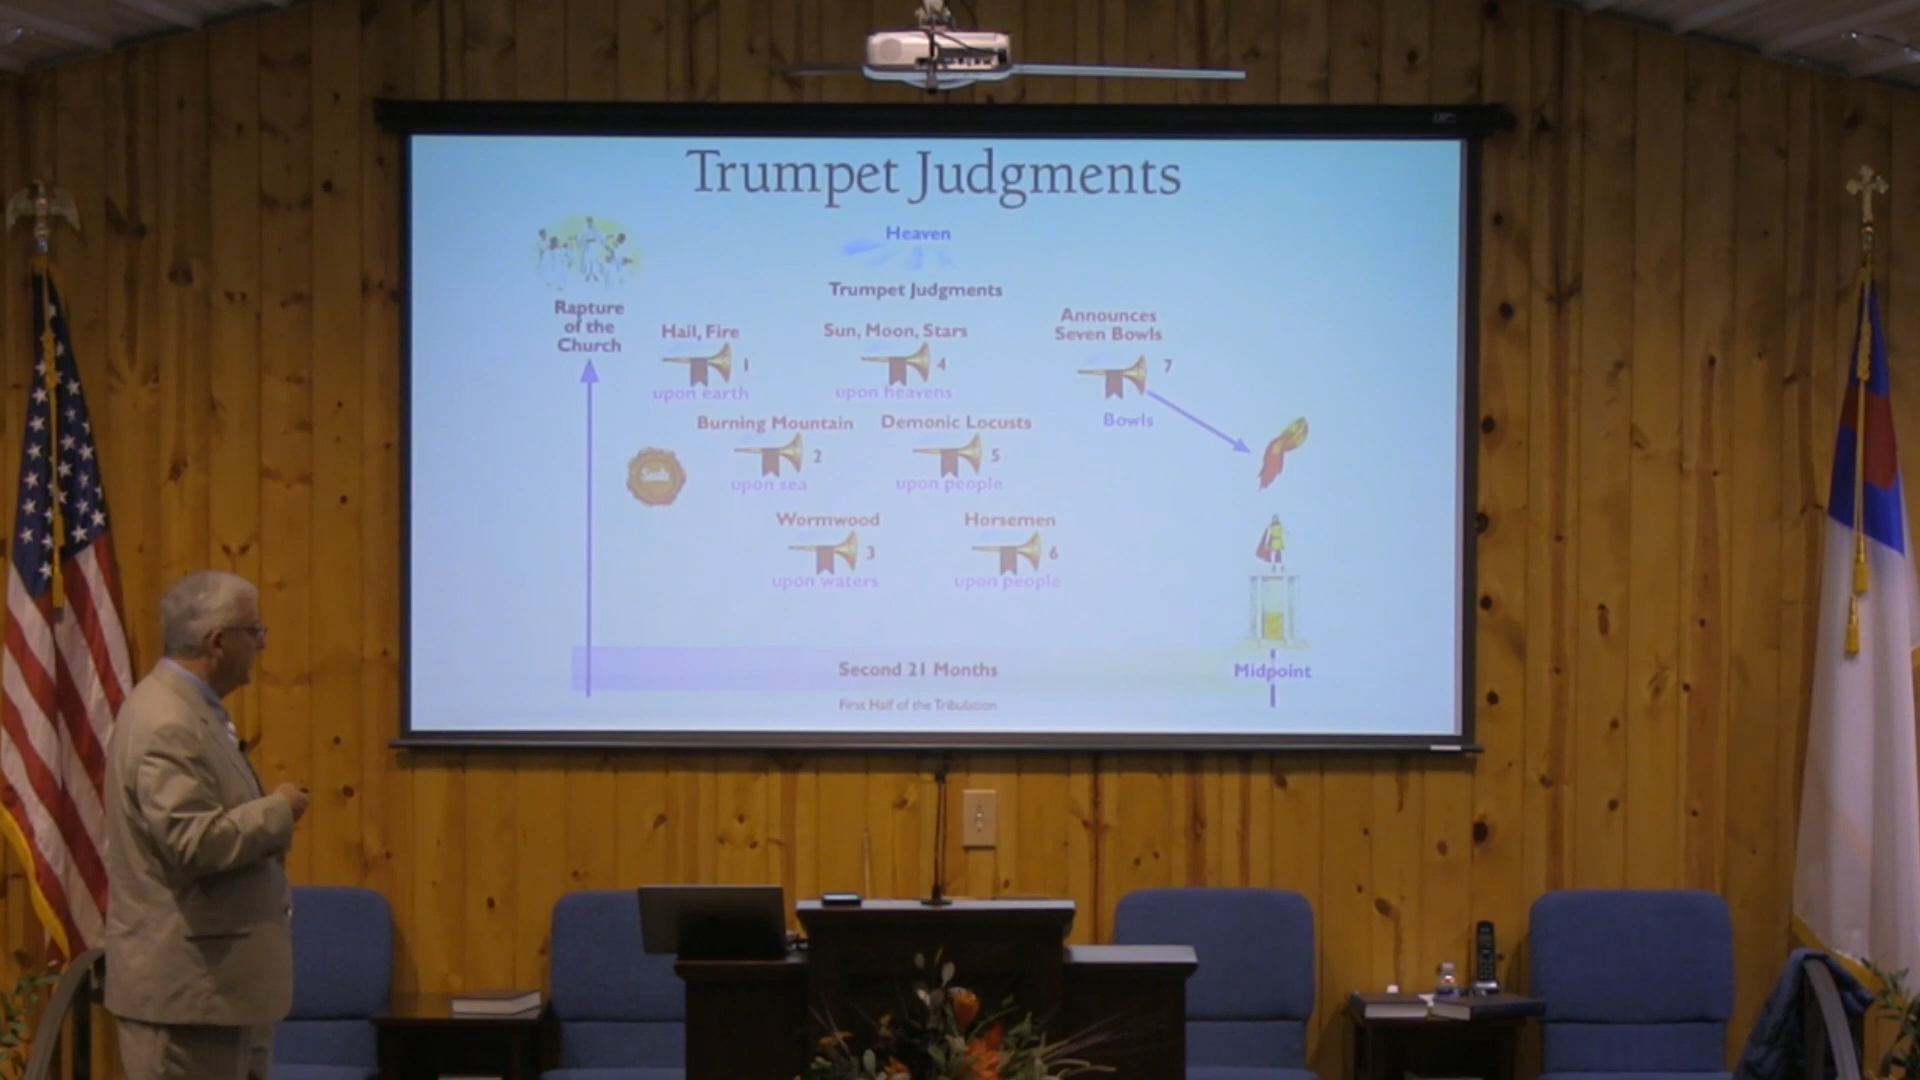 Trumpet Judgments
Heaven
Trumpet Judgments
Rapture
of the
Church
Hail, Fire
1
upon earth
Sun, Moon, Stars
4
upon heavens
Announces
Seven Bowls
7
Bowls
Burning Mountain
2
upon sea
Demonic Locusts
5
upon people
Seals
Wormwood
3
upon waters
Horsemen
6
upon people
Second 21 Months
Midpoint
First Half of the Tribulation